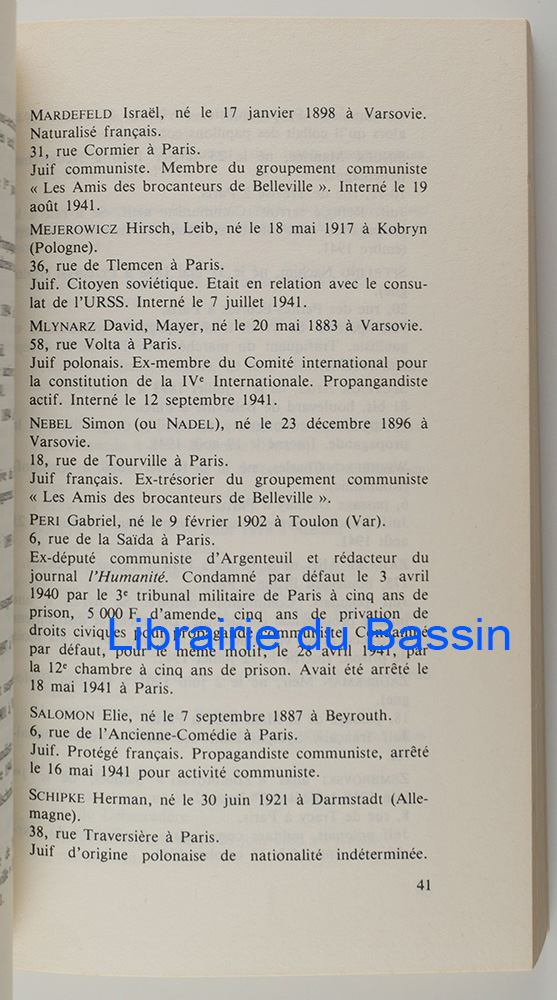 MARDEFELD Israël, né le 17 janvier 1898 à Varsovie.
Naturalisé français.
31, rue Cormier à Paris.
Juif communiste. Membre du groupement communiste
« Les Amis des brocanteurs de Belleville ». Interné le 19
août 1941.
MEJEROWICZ Hirsch, Leib, né le 18 mai 1917 à Kobryn
(Pologne).
36, rue de Tlemcen à Paris.
Juif. Citoyen soviétique. Etait en relation avec le consu-
lat de l'URSS. Interné le 7 juillet 1941.
MLYNARZ David, Mayer, né le 20 mai 1883 à Varsovie.
58, rue Volta à Paris.
Juif polonais. Ex-membre du Comité international pour
la constitution de la IVe Internationale. Propangandiste
actif. Interné le 12 septembre 1941.
NEBEL Simon (ou NADEL), né le 23 décembre 1896 à
Varsovie.
18, rue de Tourville à Paris.
Juif français. Ex-trésorier du groupement communiste
« Les Amis des brocanteurs de Belleville ».
PERI Gabriel, né le 9 février 1902 à Toulon (Var).
6, rue de la Saïda à Paris.
Ex-député communiste d'Argenteuil et rédacteur du
journal l'Humanité. Condamné par défaut le 3 avril
1940 par le 3e tribunal militaire de Paris à cinq ans de
prison, 5 000 F d'amende, cinq ans de privation de
droits civiques pour propagande communiste. Condamné
par défaut, pour le même motif, le 28 avril 1941, par
la 12e chambre à cinq ans de prison. Avait été arrêté le
18 mai 1941 à Paris.
SALOMON Elie, né le 7 septembre 1887 à Beyrouth.
6, rue de l'Ancienne-Comédie à Paris.
Juif. Protégé français. Propagandiste communiste, arrêté
le 16 mai 1941 pour activité communiste.
SCHIPKE Herman, né le 30 juin 1921 à Darmstadt (Alle-
magne).
38, rue Traversière à Paris.
Juif d'origine polonaise de nationalité indéterminée.
41
Librairie du Bassin